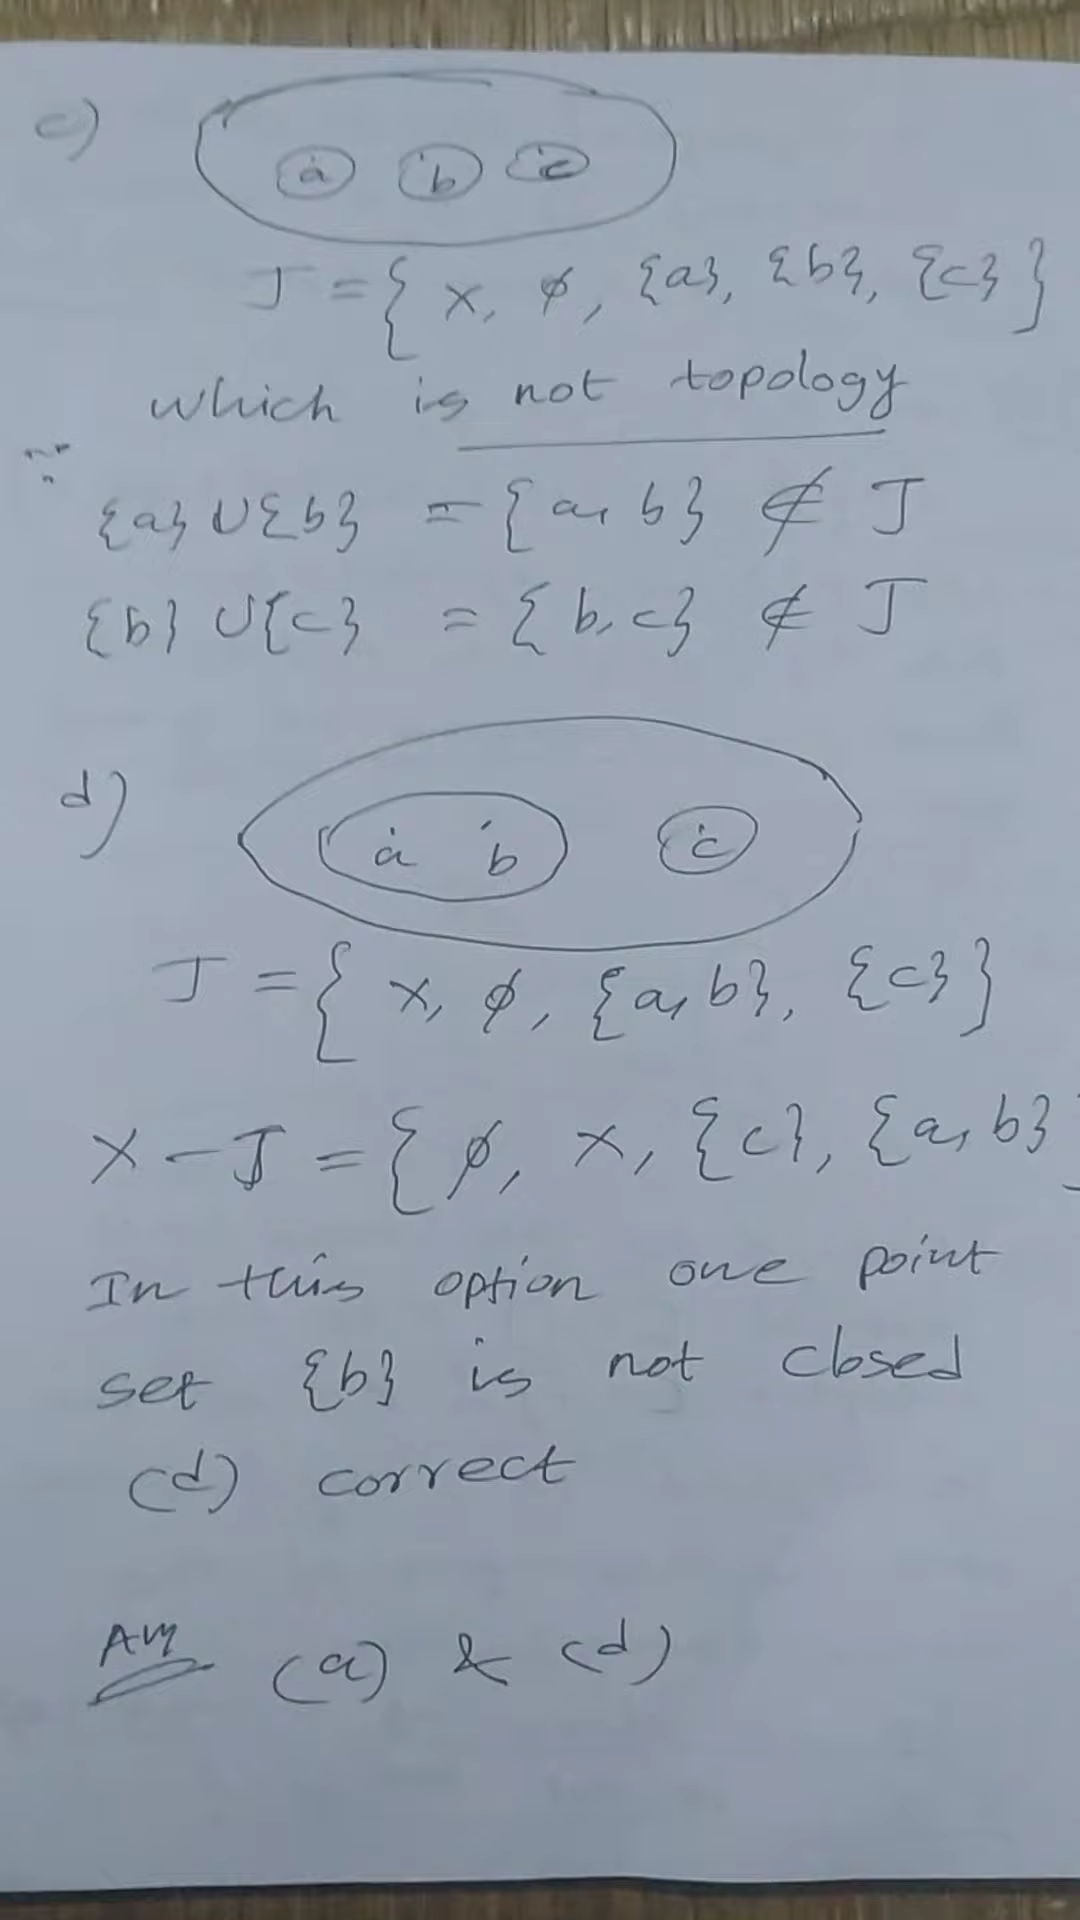 c)
a b c
J = { X, ϕ, {a}, {b}, {c} }
which is not topology
∵
{a} ∪ {b} = {a, b} ∉ J
{b} ∪ {c} = {b, c} ∉ J
d)
a b c
J = { X, ϕ, {a, b}, {c} }
X - J = { ϕ, X, {c}, {a, b} }
In this option one point
set {b} is not closed
(d) correct
Ans (a) & (d)